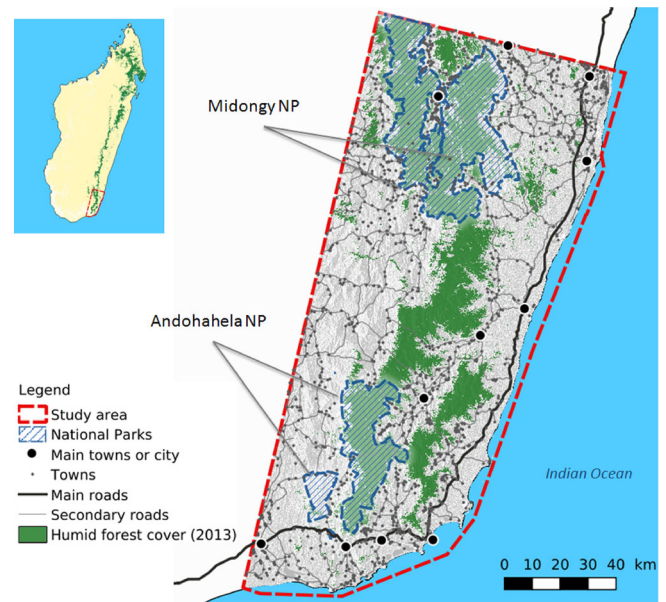 Midongy NP
Andohahela NP
Legend
Study area
National Parks
Main towns or city
Towns
Main roads
Secondary roads
Humid forest cover (2013)
Indian Ocean
0 10 20 30 40 km